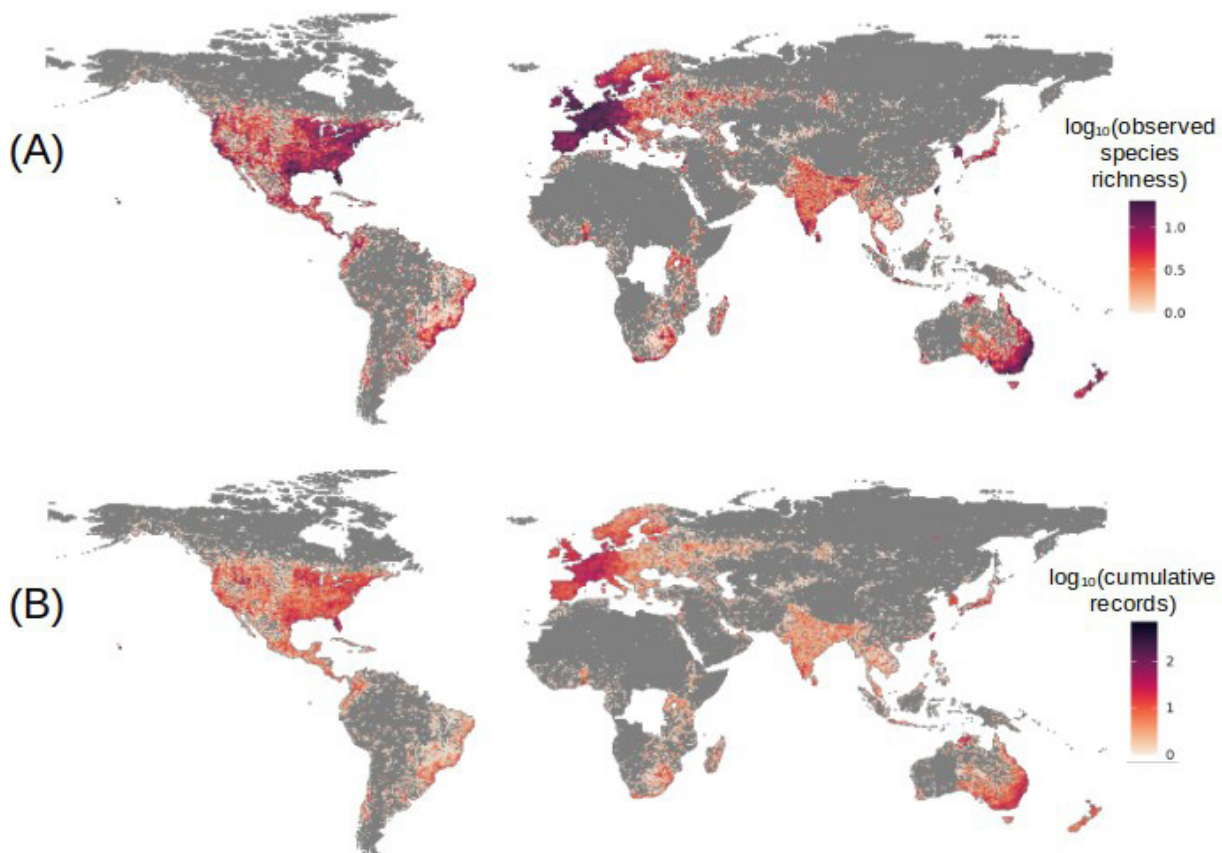 (A)
log₁₀(observed
species
richness)
1.0
0.5
0.0
(B)
log₁₀(cumulative
records)
2
1
0